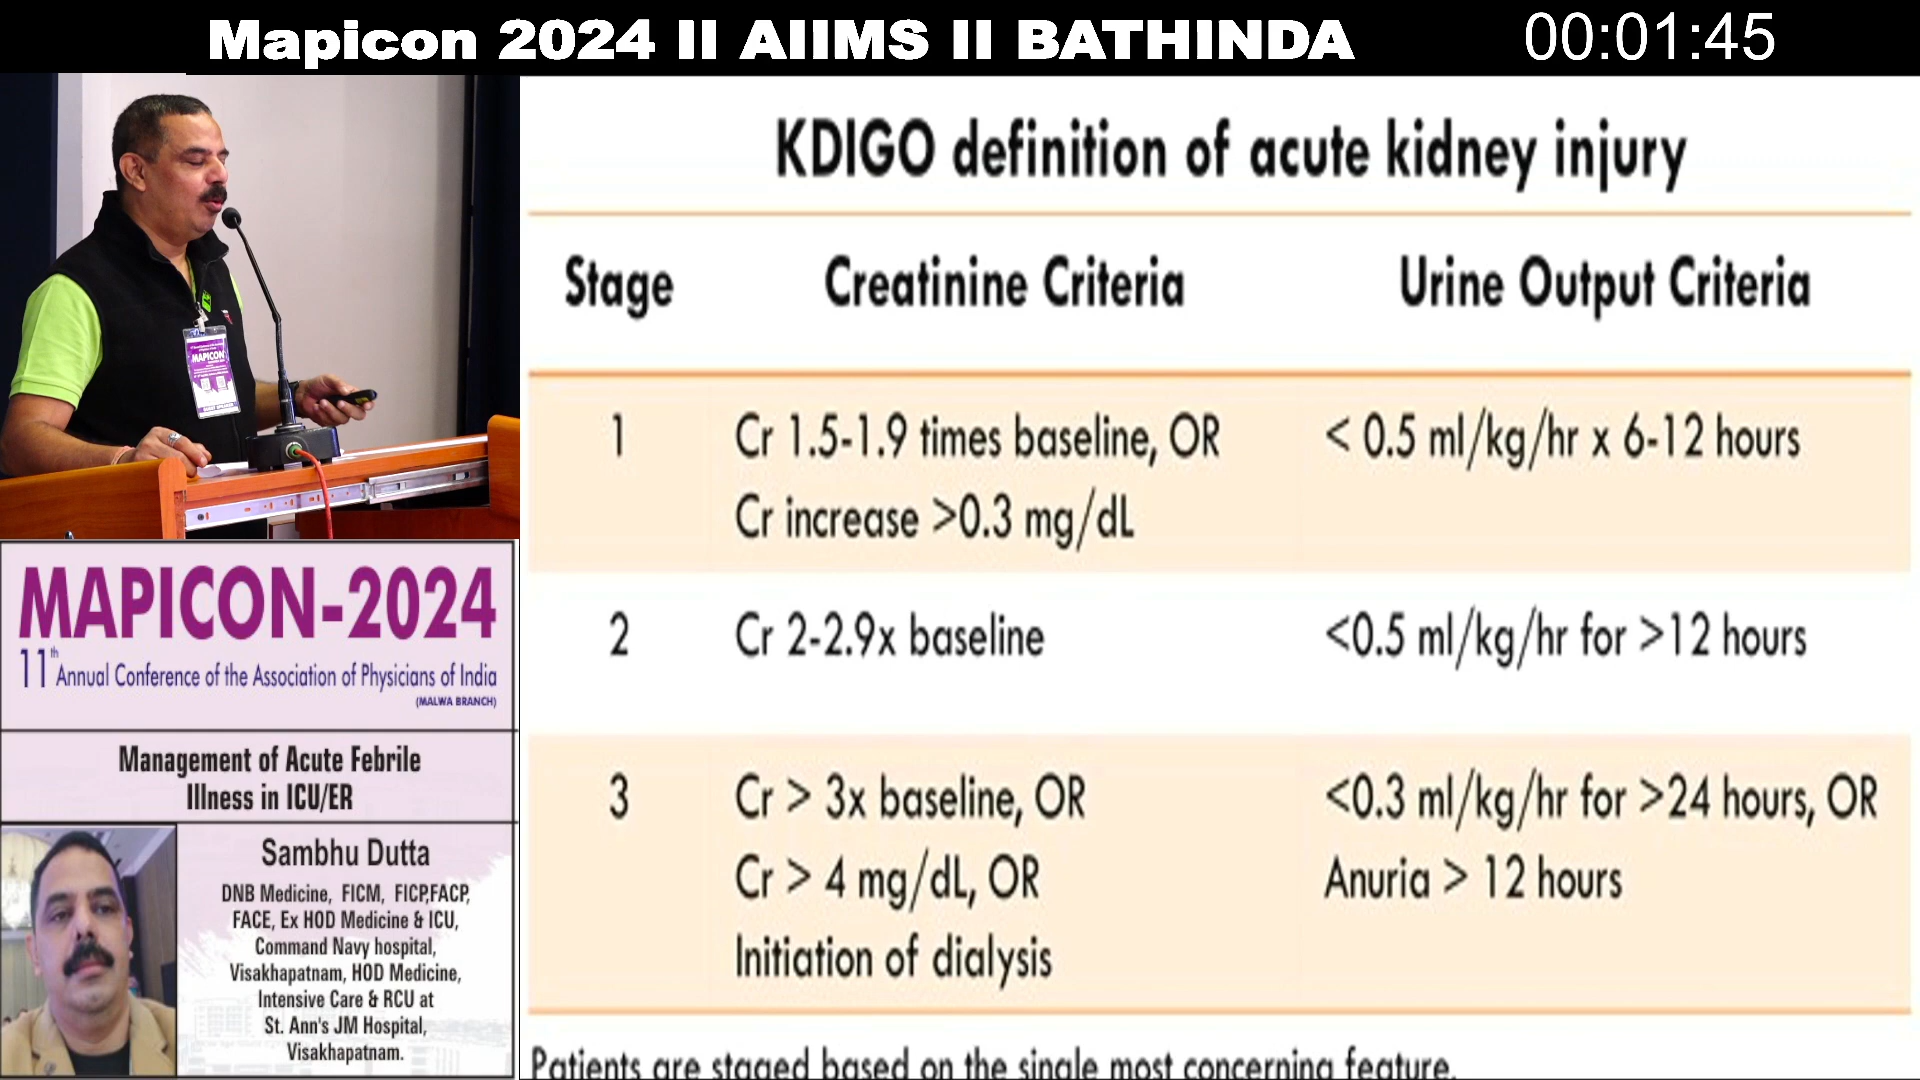 Mapicon 2024 II AIIMS II BATHINDA
00:01:45
MAPICON
MAPICON-2024
11th Annual Conference of the Association of Physicians of India
(MALWA BRANCH)
Management of Acute Febrile
Illness in ICU/ER
Sambhu Dutta
DNB Medicine, FICM, FICP,FACP,
FACE, Ex HOD Medicine & ICU,
Command Navy hospital,
Visakhapatnam, HOD Medicine,
Intensive Care & RCU at
St. Ann's JM Hospital,
Visakhapatnam.
KDIGO definition of acute kidney injury
Stage Creatinine Criteria Urine Output Criteria
1 Cr 1.5-1.9 times baseline, OR < 0.5 ml/kg/hr x 6-12 hours
Cr increase >0.3 mg/dL
2 Cr 2-2.9x baseline <0.5 ml/kg/hr for >12 hours
3 Cr > 3x baseline, OR <0.3 ml/kg/hr for >24 hours, OR
Cr > 4 mg/dL, OR Anuria > 12 hours
Initiation of dialysis
Patients are staged based on the single most concerning feature.